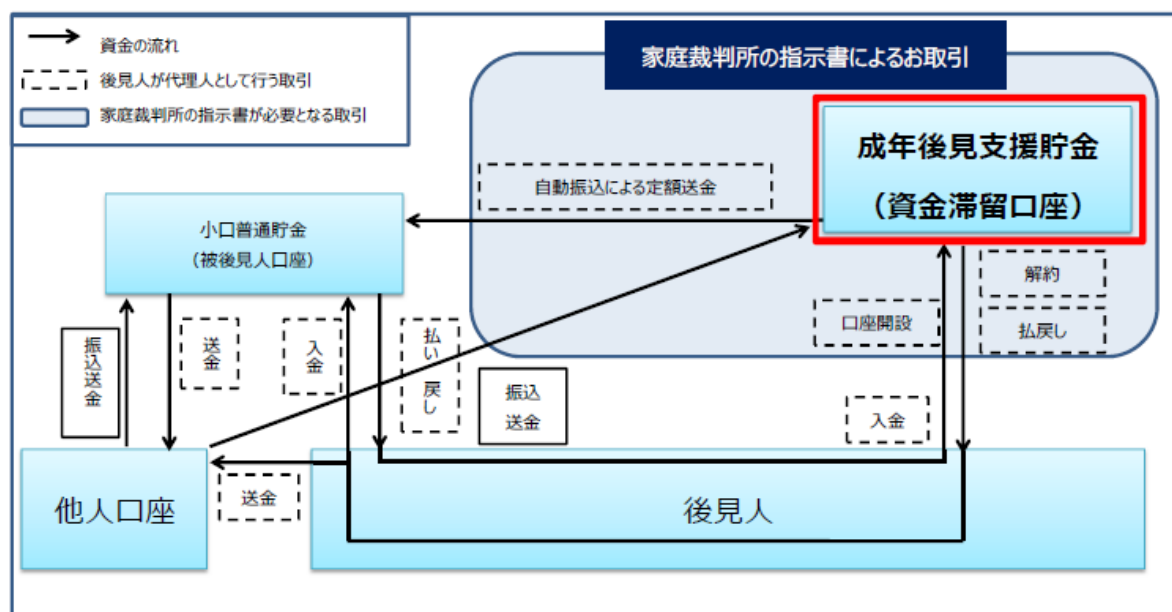 資金の流れ
後見人が代理人として行う取引
家庭裁判所の指示書が必要となる取引
家庭裁判所の指示書によるお取引
成年後見支援貯金
（資金滞留口座）
自動振込による定額送金
小口普通貯金
（被後見人口座）
解約
口座開設
払戻し
振込送金
送金
入金
払い戻し
振込
送金
入金
他人口座
送金
後見人